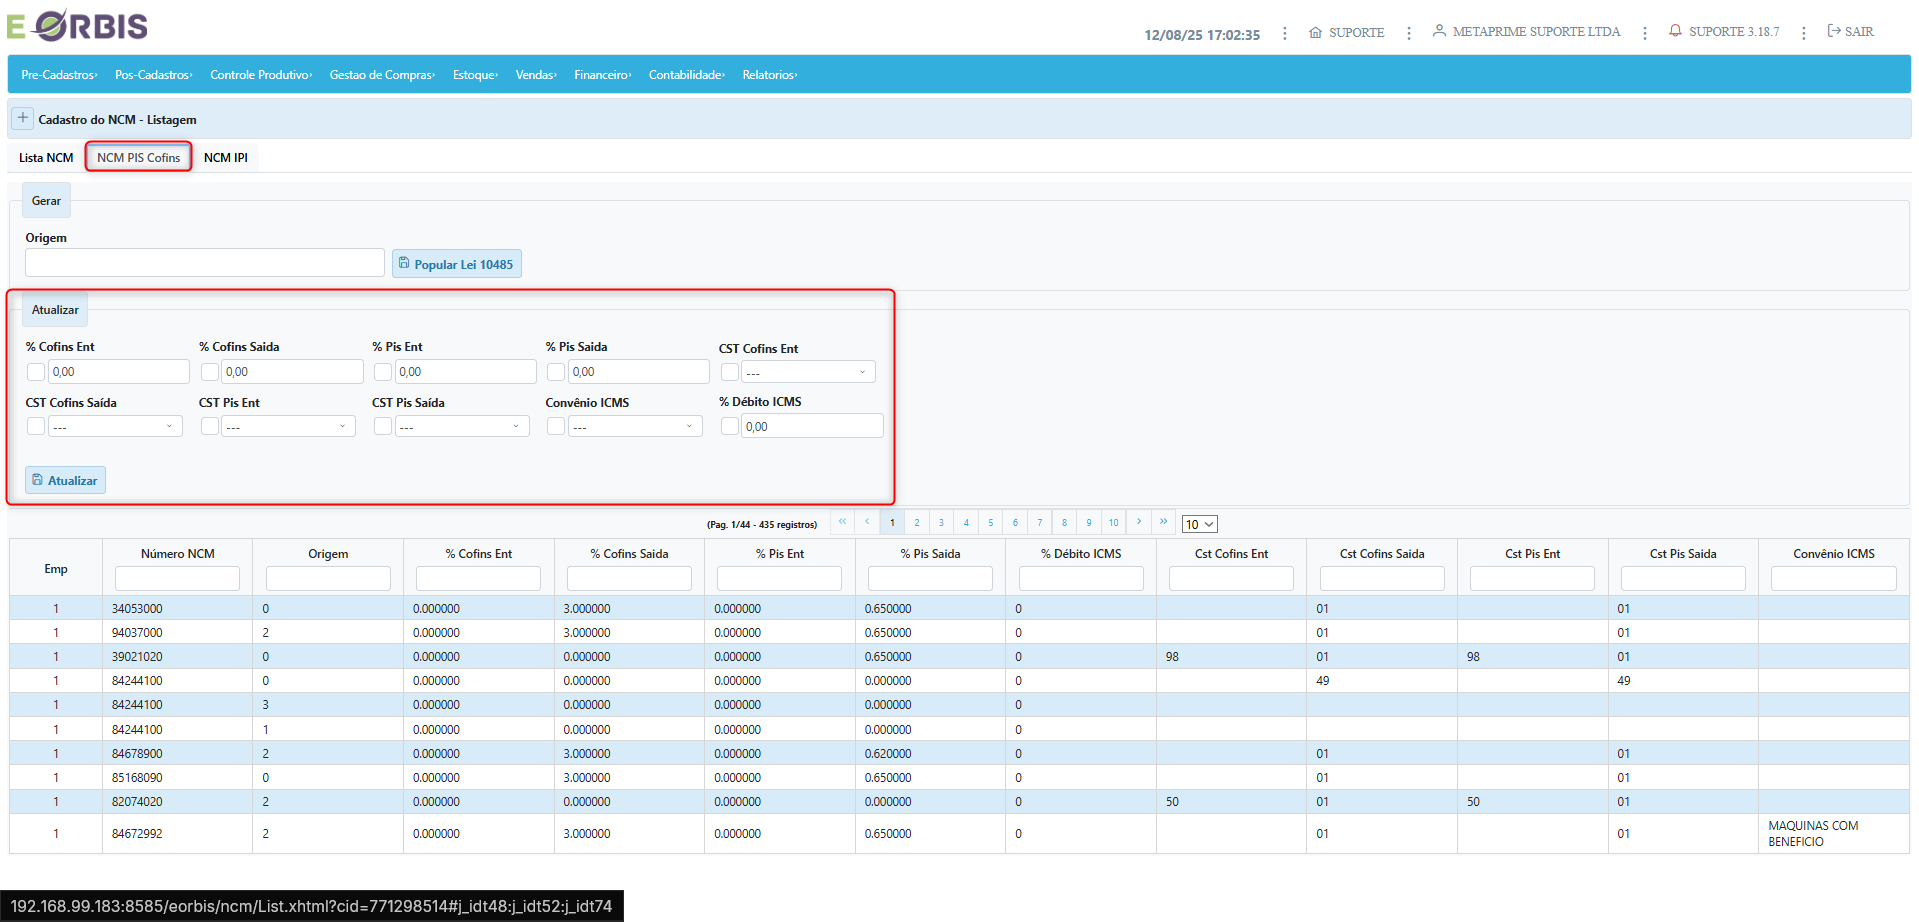 EORBIS
12/08/25 17:02:35 SUPORTE METAPRIME SUPORTE LTDA SUPORTE 3.18.7 SAIR
Pre-Cadastros Pos-Cadastros Controle Produtivo Gestao de Compras Estoque Vendas Financeiro Contabilidade Relatorios
+ Cadastro do NCM - Listagem
Lista NCM NCM PIS Cofins NCM IPI
Gerar
Origem
Popular Lei 10485
Atualizar
% Cofins Ent % Cofins Saida % Pis Ent % Pis Saida CST Cofins Ent
0,00 0,00 0,00 0,00 ---
CST Cofins Saída CST Pis Ent CST Pis Saída Convênio ICMS % Débito ICMS
--- --- --- --- 0,00
Atualizar
(Pag. 1/44 - 435 registros) « ‹ 1 2 3 4 5 6 7 8 9 10 › » 10
Emp Número NCM Origem % Cofins Ent % Cofins Saida % Pis Ent % Pis Saida % Débito ICMS Cst Cofins Ent Cst Cofins Saida Cst Pis Ent Cst Pis Saida Convênio ICMS
1 34053000 0 0.000000 3.000000 0.000000 0.650000 0 01 01
1 94037000 2 0.000000 3.000000 0.000000 0.650000 0 01 01
1 39021020 0 0.000000 0.000000 0.000000 0.650000 0 98 01 98 01
1 84244100 0 0.000000 0.000000 0.000000 0.000000 0 49 49
1 84244100 3 0.000000 0.000000 0.000000 0.000000 0
1 84244100 1 0.000000 0.000000 0.000000 0.000000 0
1 84678900 2 0.000000 3.000000 0.000000 0.620000 0 01 01
1 85168090 0 0.000000 3.000000 0.000000 0.650000 0 01 01
1 82074020 2 0.000000 0.000000 0.000000 0.000000 0 50 01 50 01
1 84672992 2 0.000000 3.000000 0.000000 0.650000 0 01 01 MAQUINAS COM
BENEFICIO
192.168.99.183:8585/eorbis/ncm/List.xhtml?cid=771298514#j_idt48:j_idt52:j_idt74